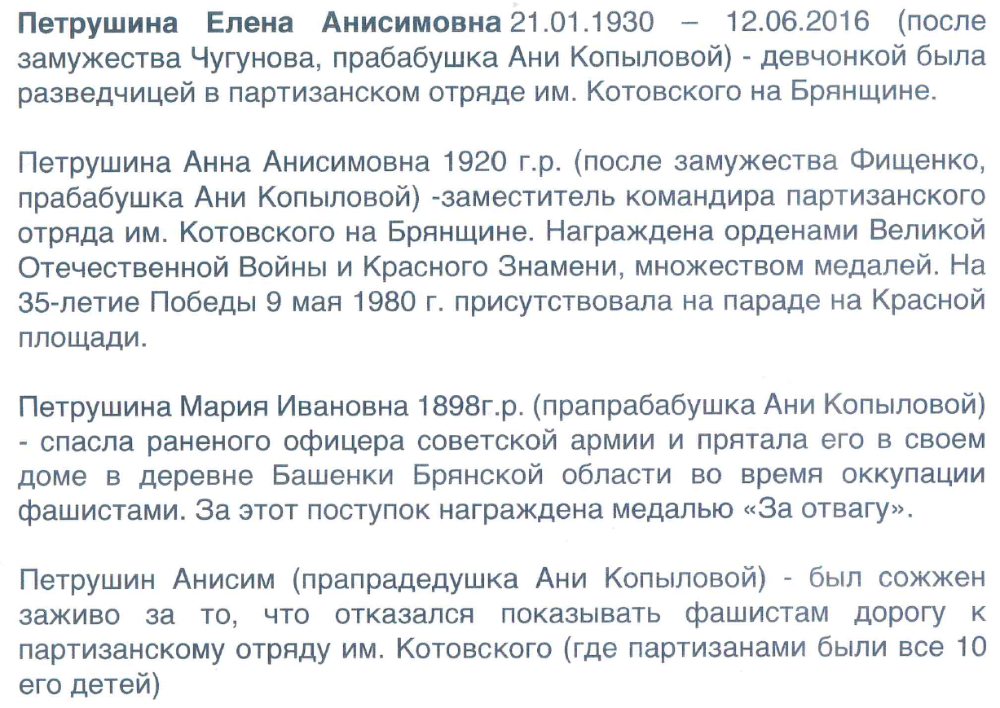 Петрушина Елена Анисимовна 21.01.1930 – 12.06.2016 (после
замужества Чугунова, прабабушка Ани Копыловой) - девчонкой была
разведчицей в партизанском отряде им. Котовского на Брянщине.
Петрушина Анна Анисимовна 1920 г.р. (после замужества Фищенко,
прабабушка Ани Копыловой) -заместитель командира партизанского
отряда им. Котовского на Брянщине. Награждена орденами Великой
Отечественной Войны и Красного Знамени, множеством медалей. На
35-летие Победы 9 мая 1980 г. присутствовала на параде на Красной
площади.
Петрушина Мария Ивановна 1898г.р. (прапрабабушка Ани Копыловой)
- спасла раненого офицера советской армии и прятала его в своем
доме в деревне Башенки Брянской области во время оккупации
фашистами. За этот поступок награждена медалью «За отвагу».
Петрушин Анисим (прапрадедушка Ани Копыловой) - был сожжен
заживо за то, что отказался показывать фашистам дорогу к
партизанскому отряду им. Котовского (где партизанами были все 10
его детей)